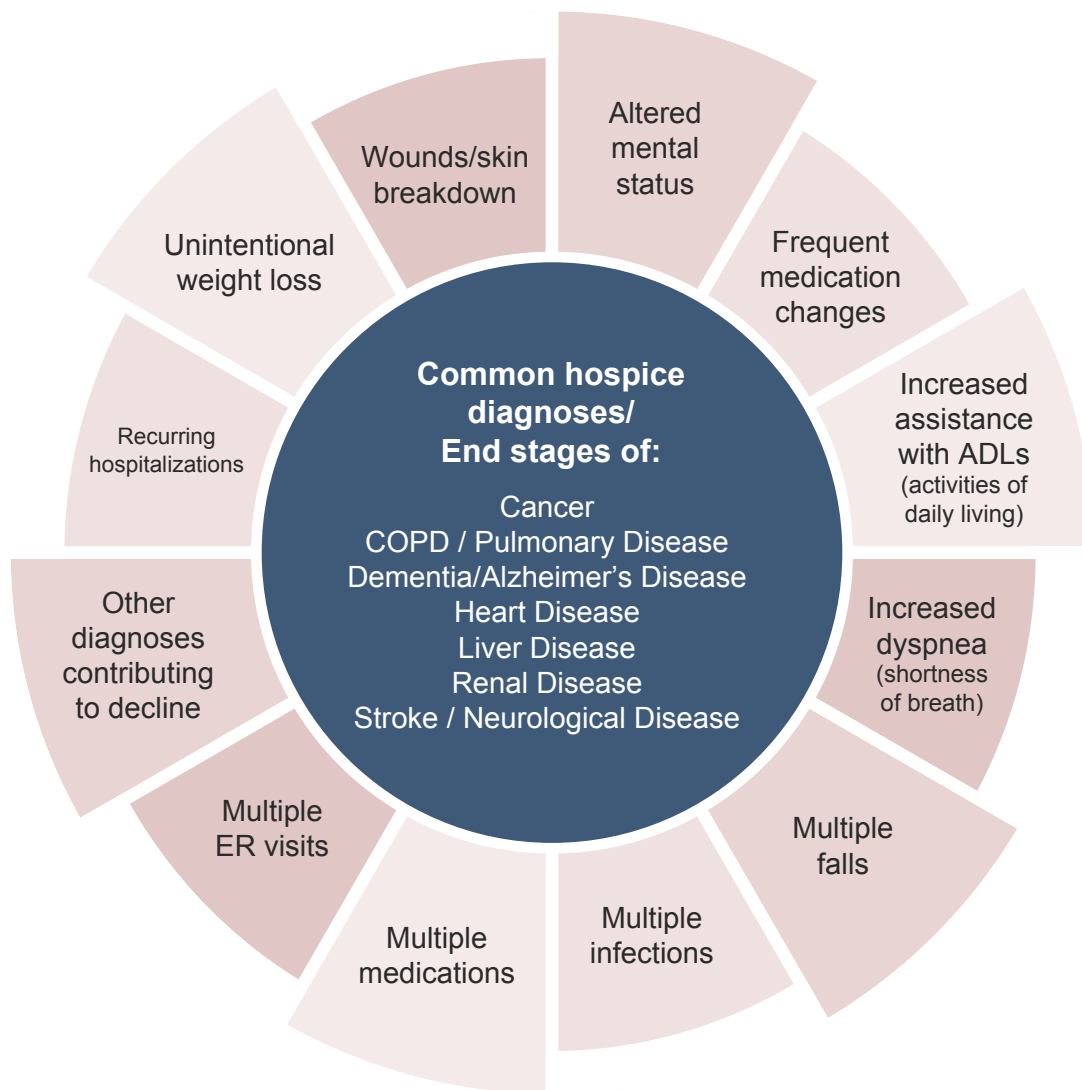 Altered
mental
status
Frequent
medication
changes
Increased
assistance
with ADLs
(activities of
daily living)
Increased
dyspnea
(shortness
of breath)
Multiple
falls
Multiple
infections
Multiple
medications
Multiple
ER visits
Other
diagnoses
contributing
to decline
Recurring
hospitalizations
Unintentional
weight loss
Wounds/skin
breakdown
Common hospice
diagnoses/
End stages of:
Cancer
COPD / Pulmonary Disease
Dementia/Alzheimer’s Disease
Heart Disease
Liver Disease
Renal Disease
Stroke / Neurological Disease